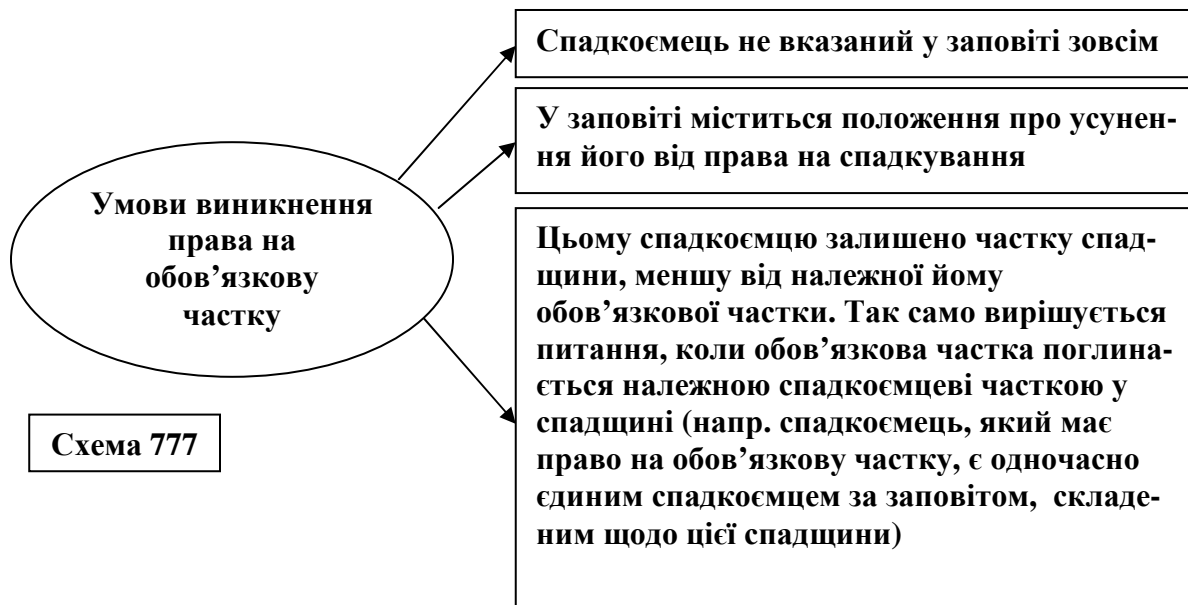 Умови виникнення
права на
обов’язкову
частку
Схема 777
Спадкоємець не вказаний у заповіті зовсім
У заповіті міститься положення про усунен-
ня його від права на спадкування
Цьому спадкоємцю залишено частку спад-
щини, меншу від належної йому
обов’язкової частки. Так само вирішується
питання, коли обов’язкова частка поглина-
ється належною спадкоємцеві часткою у
спадщині (напр. спадкоємець, який має
право на обов’язкову частку, є одночасно
єдиним спадкоємцем за заповітом, складе-
ним щодо цієї спадщини)